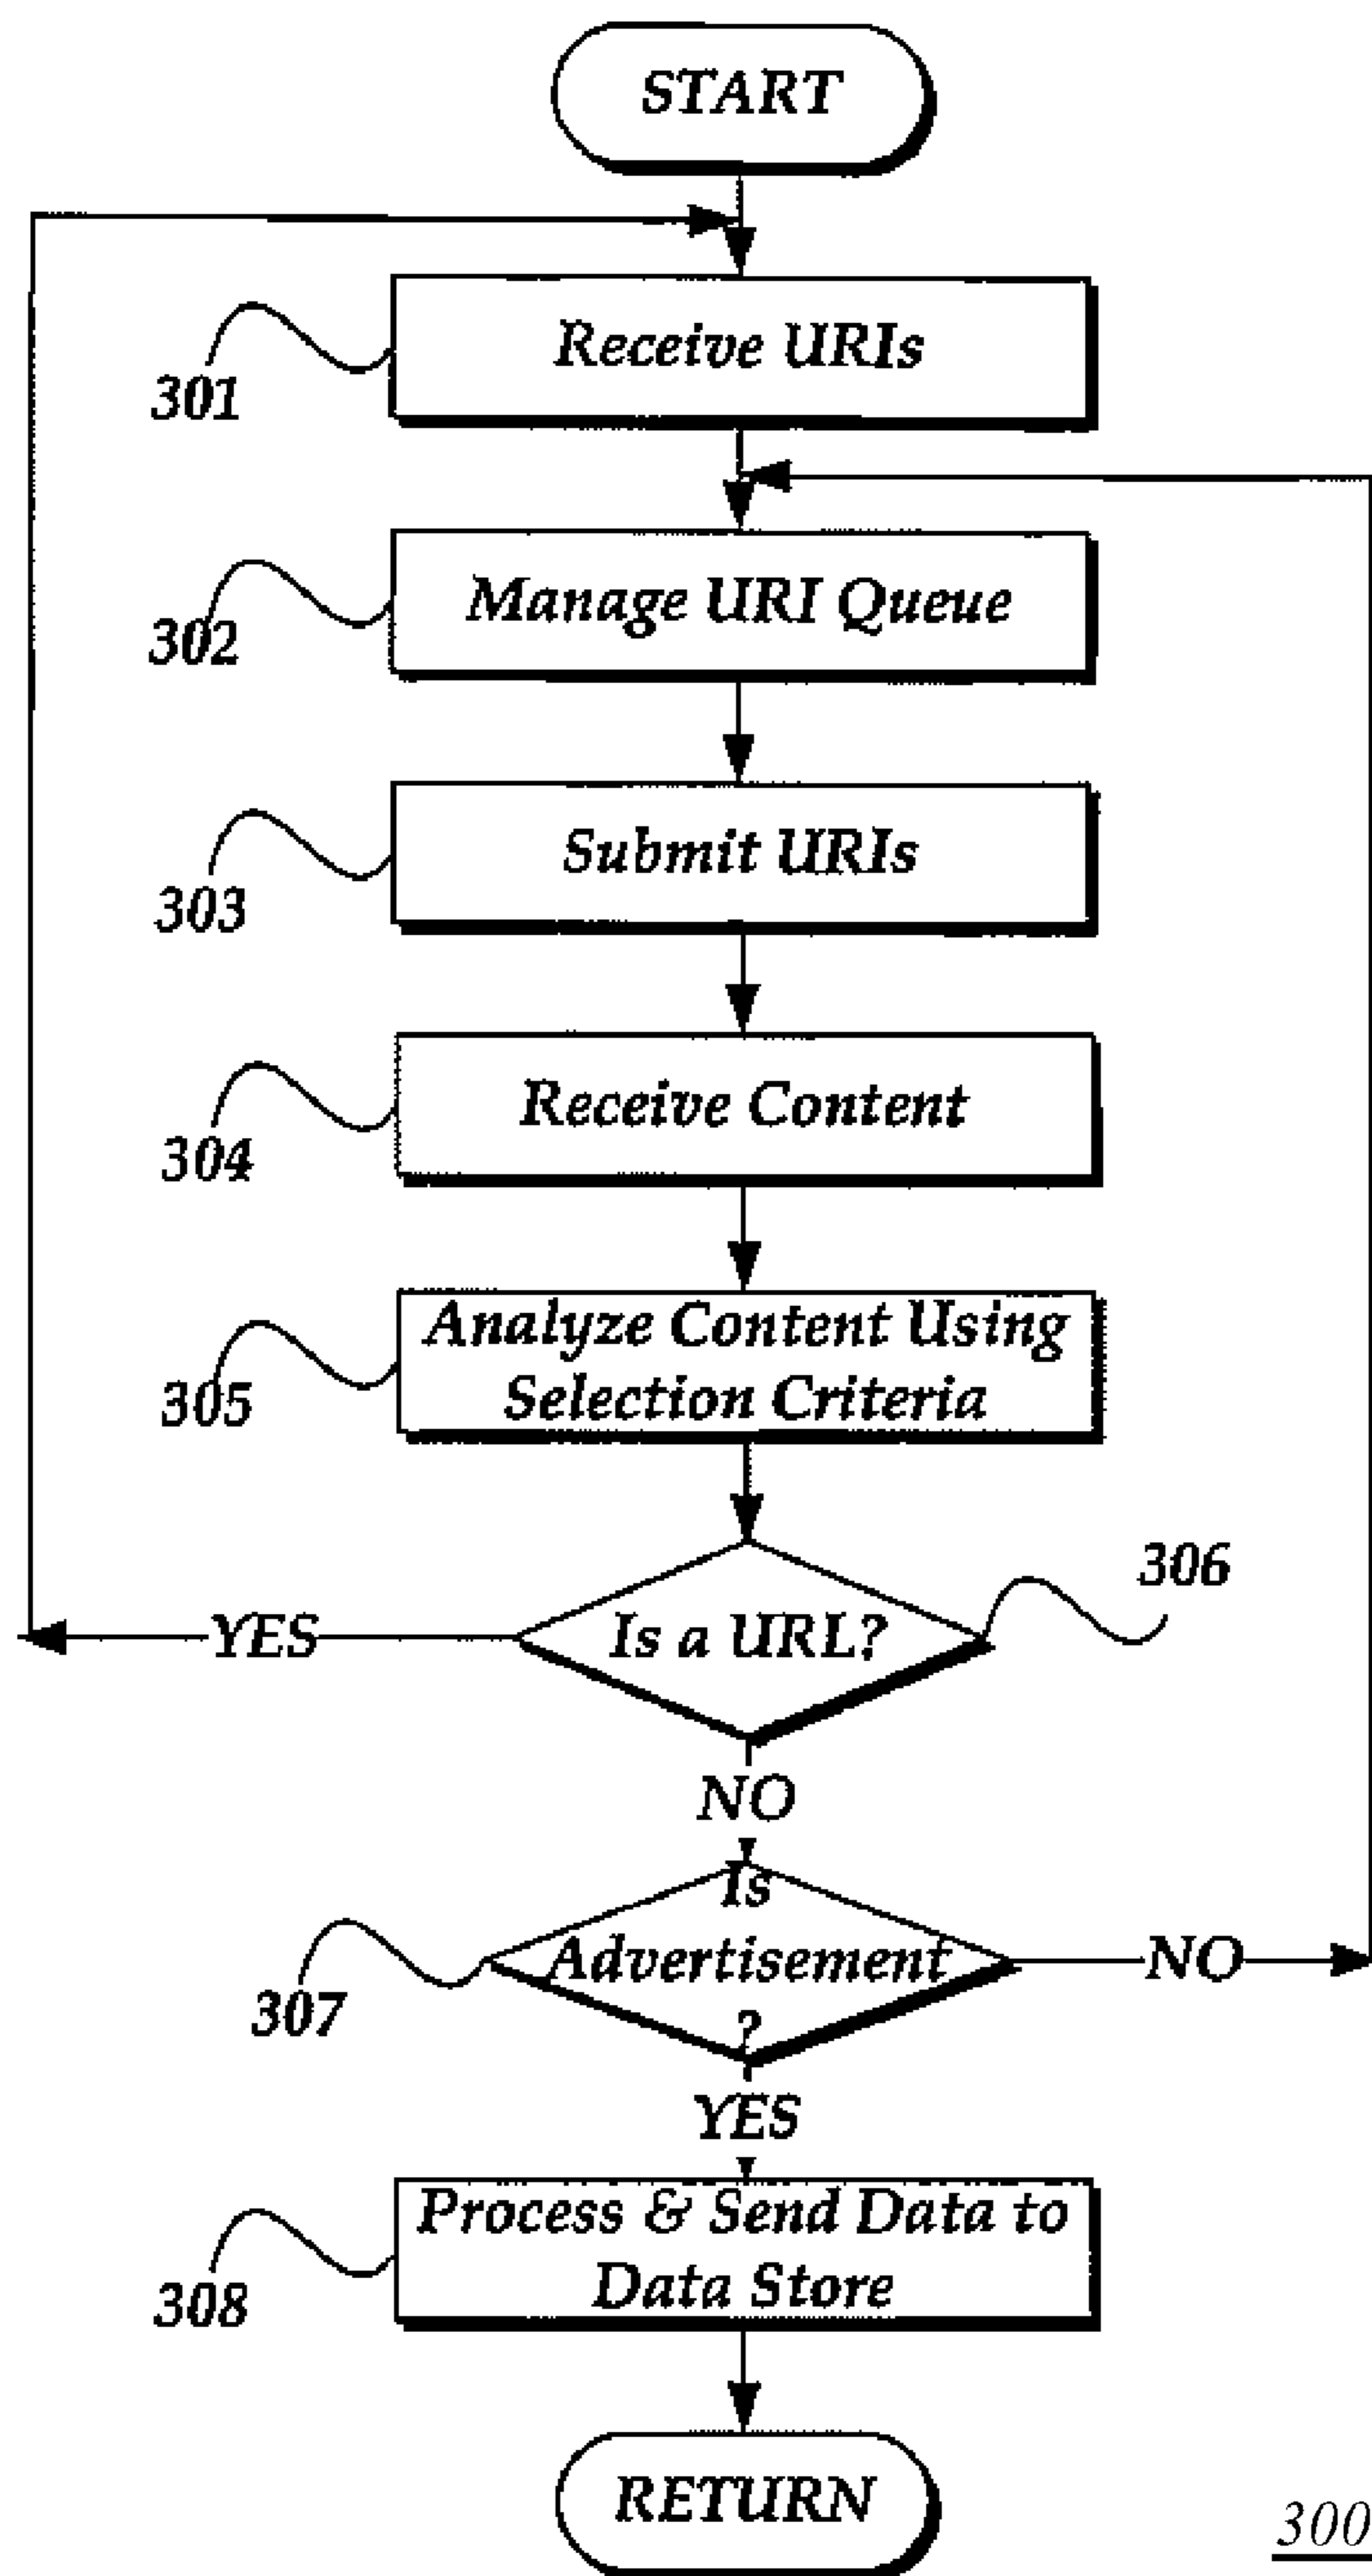 START
Receive URIs
301
Manage URI Queue
302
Submit URIs
303
Receive Content
304
Analyze Content Using
Selection Criteria
305
306
YES
Is a URL?
NO
Is
Advertisement
?
NO
307
YES
Process & Send Data to
Data Store
308
RETURN
300